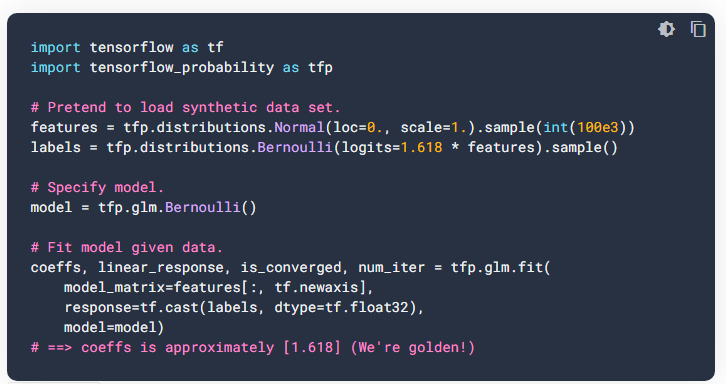 import tensorflow as tf
import tensorflow_probability as tfp
# Pretend to load synthetic data set.
features = tfp.distributions.Normal(loc=0., scale=1.).sample(int(100e3))
labels = tfp.distributions.Bernoulli(logits=1.618 * features).sample()
# Specify model.
model = tfp.glm.Bernoulli()
# Fit model given data.
coeffs, linear_response, is_converged, num_iter = tfp.glm.fit(
    model_matrix=features[:, tf.newaxis],
    response=tf.cast(labels, dtype=tf.float32),
    model=model)
# ==> coeffs is approximately [1.618] (We're golden!)